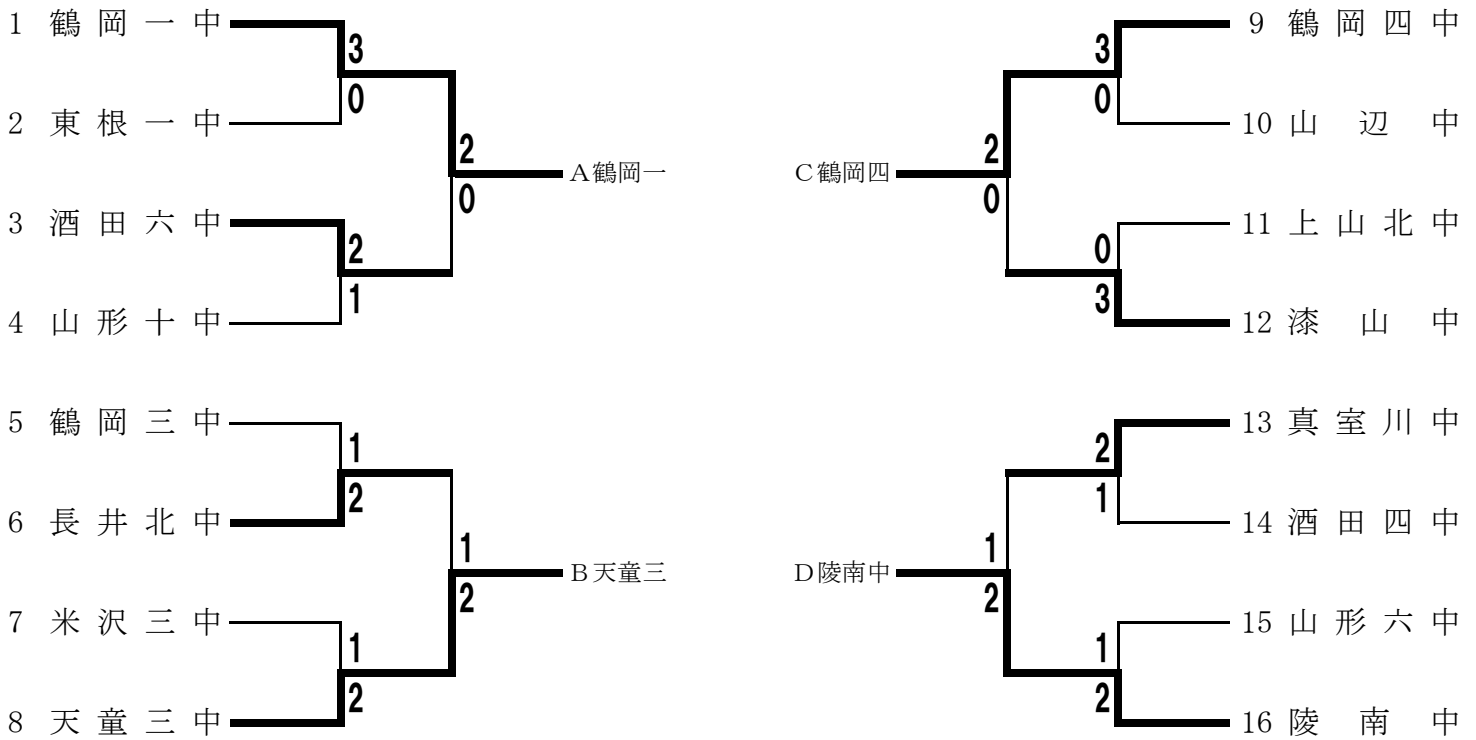 1 鶴岡一中
3
0
2 東根一中
2
0
A鶴岡一
3 酒田六中
2
1
4 山形十中
5 鶴岡三中
1
2
6 長井北中
1
2
B天童三
7 米沢三中
1
2
8 天童三中
9 鶴岡四中
3
0
10 山辺中
2
0
C鶴岡四
11 上山北中
0
3
12 漆山中
13 真室川中
2
1
14 酒田四中
1
2
D陵南中
15 山形六中
1
2
16 陵南中